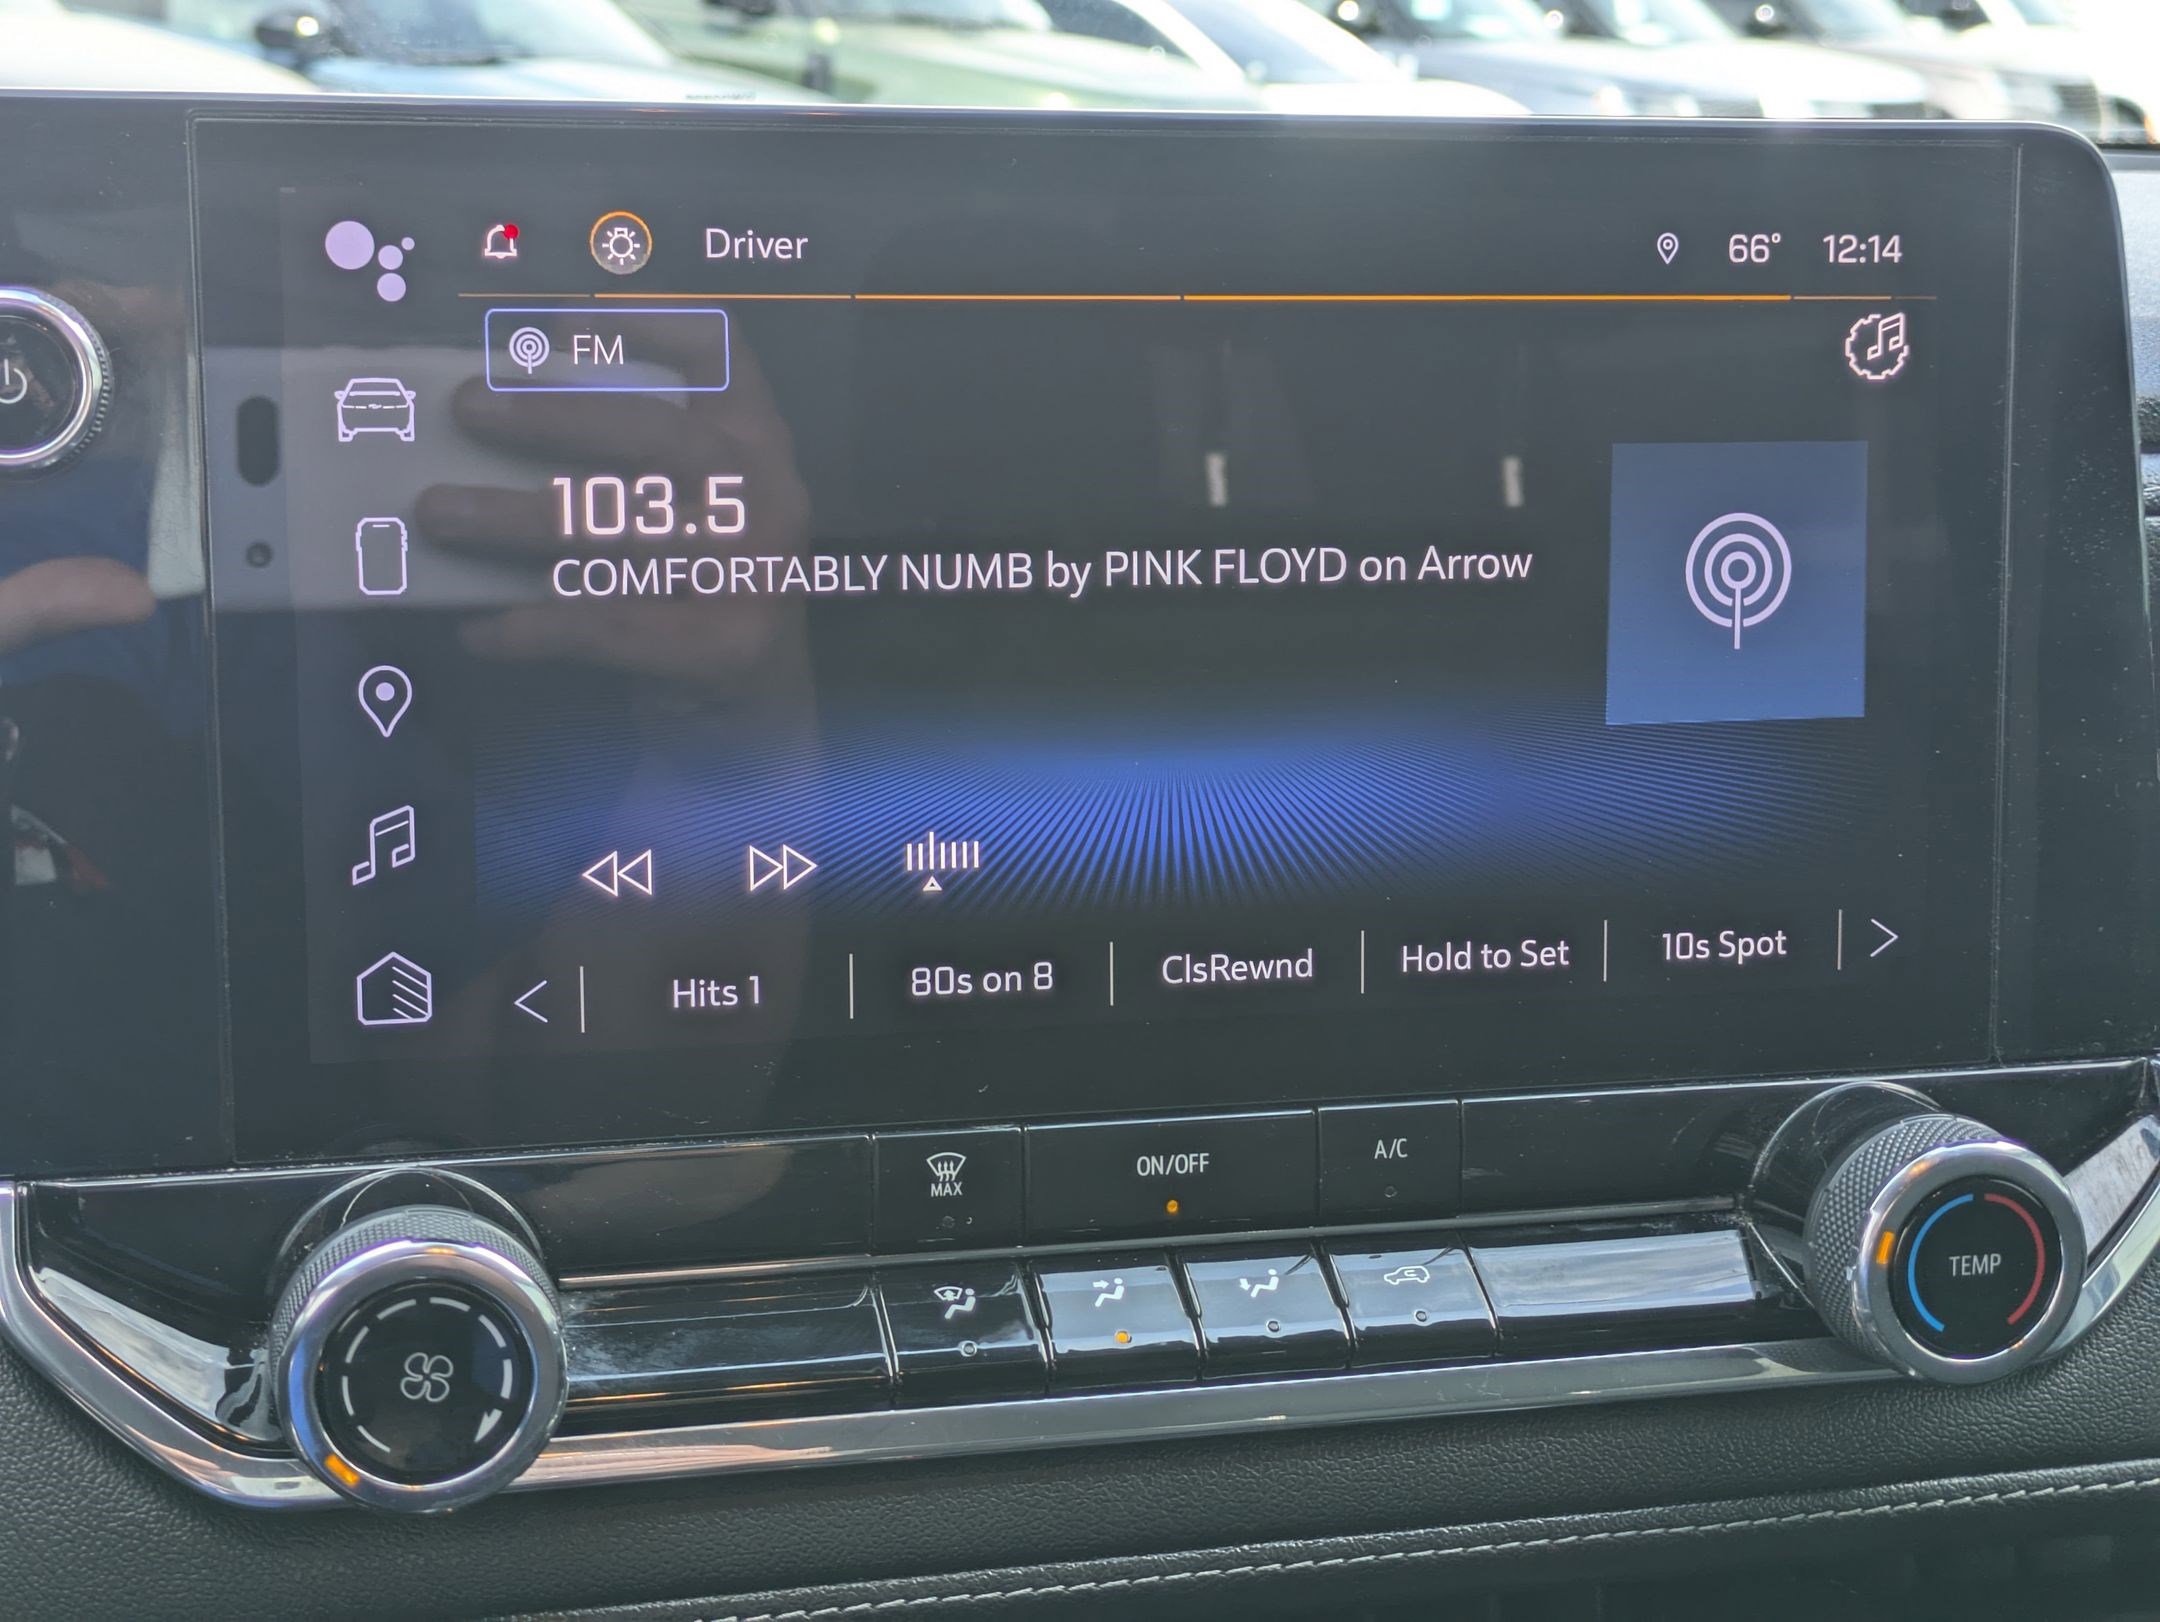 Driver
66° 12:14
FM
103.5
COMFORTABLY NUMB by PINK FLOYD on Arrow
Hits 1
80s on 8
ClsRewnd
Hold to Set
10s Spot
MAX
ON/OFF
A/C
TEMP